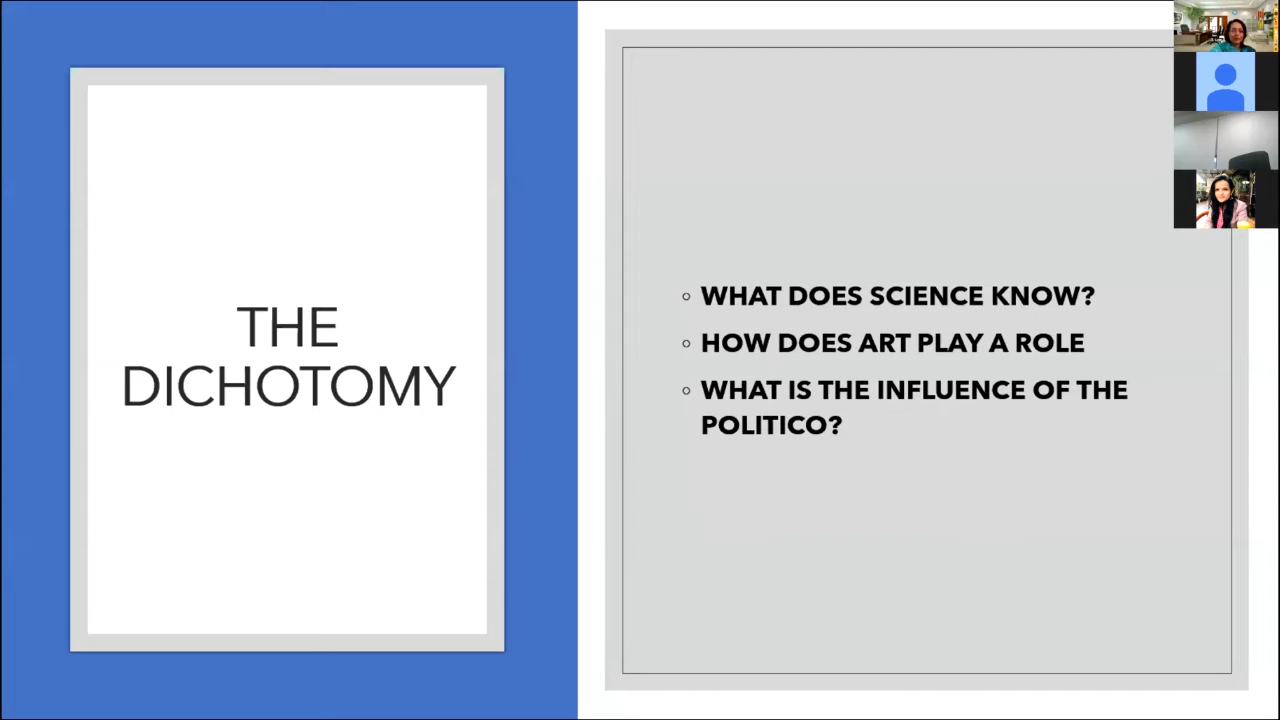 THE
DICHOTOMY
WHAT DOES SCIENCE KNOW?
HOW DOES ART PLAY A ROLE
WHAT IS THE INFLUENCE OF THE
POLITICO?